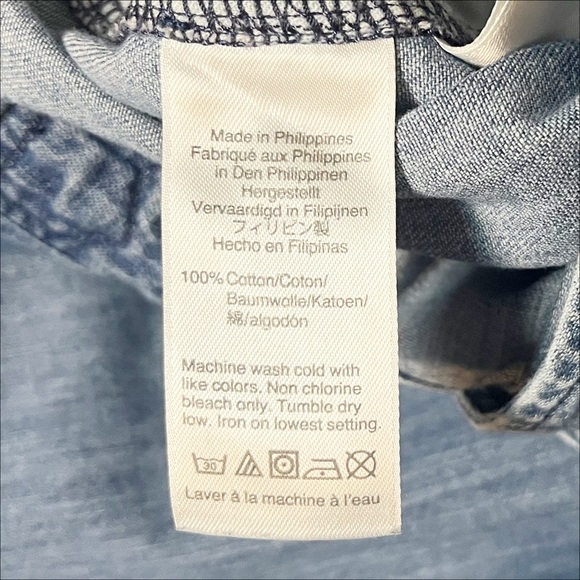 Made in Philippines
Fabriqué aux Philippines
in Den Philippinen
Hergestellt
Vervaardigd in Filipijnen
フィリピン製
Hecho en Filipinas
100% Cotton/Coton/
Baumwolle/Katoen/
綿/algodón
Machine wash cold with
like colors. Non chlorine
bleach only. Tumble dry
low. Iron on lowest setting.
30
Laver à la machine à l'eau